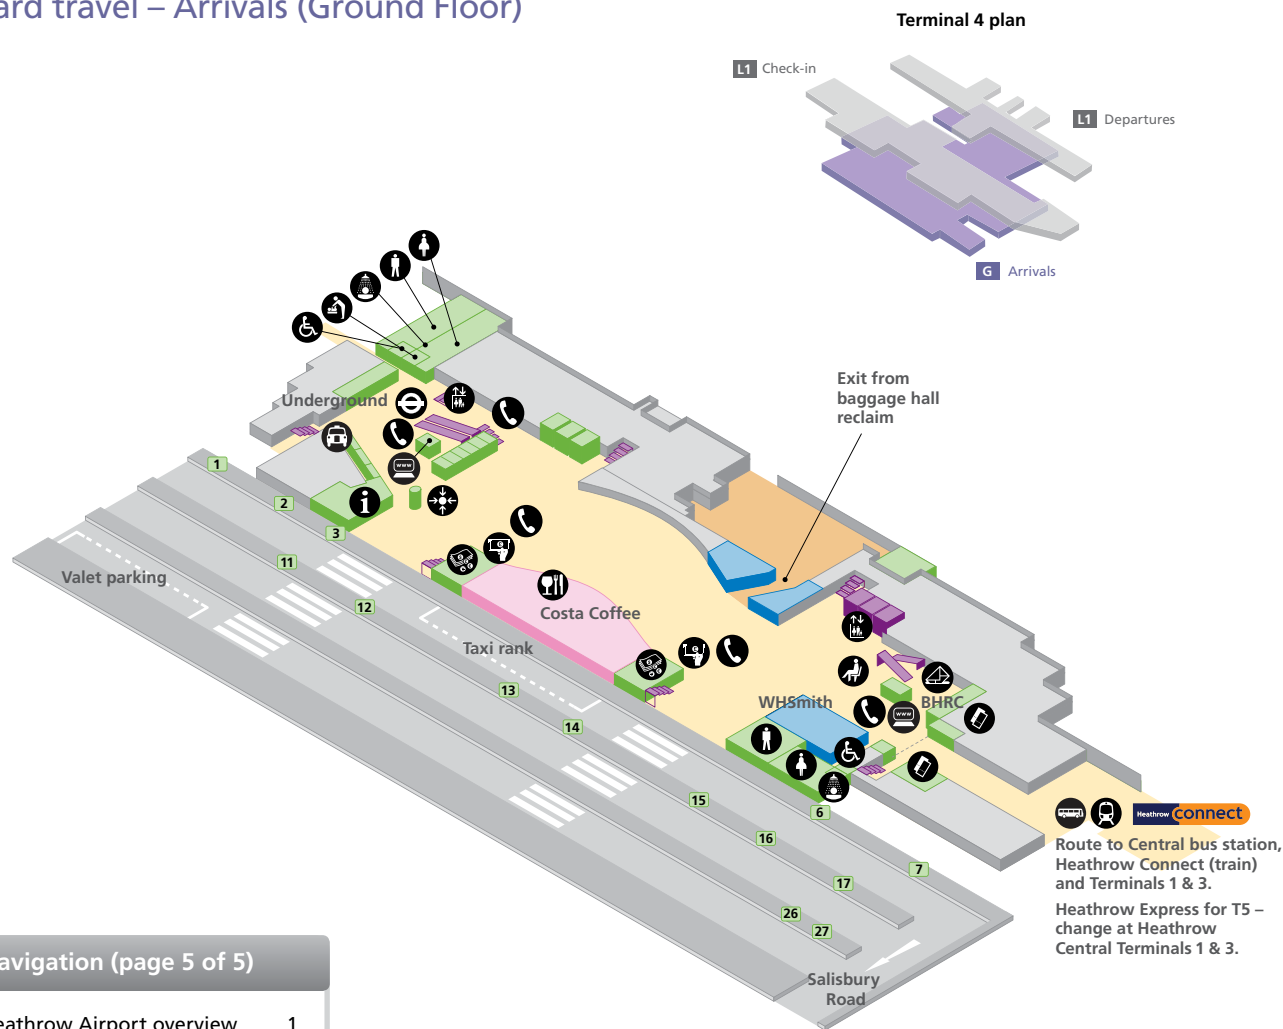 ard travel – Arrivals (Ground Floor)
Terminal 4 plan
L1 Check-in
L1 Departures
G Arrivals
Exit from
baggage hall
reclaim
Underground
www
i
1
2
3
11
12
Valet parking
Costa Coffee
Taxi rank
13
14
WHSmith
BHRC
www
15
16
17
6
7
26
27
Salisbury
Road
Heathrow connect
Route to Central bus station,
Heathrow Connect (train)
and Terminals 1 & 3.
Heathrow Express for T5 –
change at Heathrow
Central Terminals 1 & 3.
avigation (page 5 of 5)
eathrow Airport overview 1